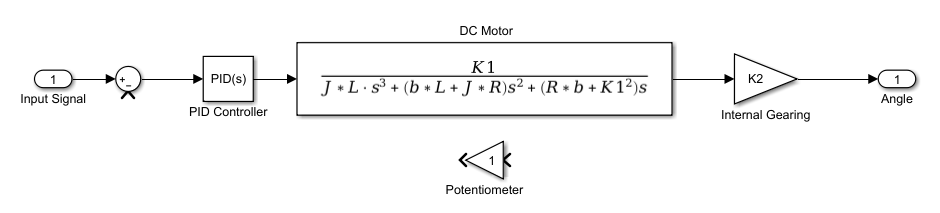 DC Motor
1
Input Signal
+
−
PID(s)
PID Controller
K1
J * L · s³ + (b * L + J * R)s² + (R * b + K1²)s
K2
Internal Gearing
1
Angle
1
Potentiometer